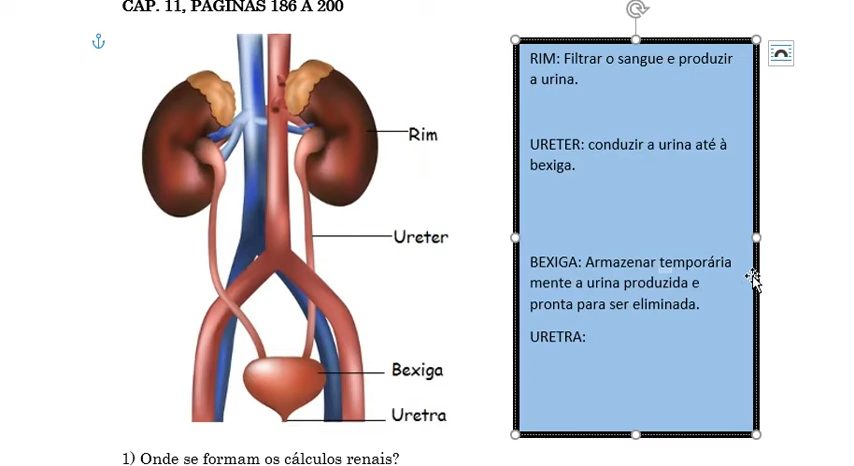 CAP. 11, PAGINAS 186 A 200
Rim
Ureter
Bexiga
Uretra
RIM: Filtrar o sangue e produzir
a urina.
URETER: conduzir a urina até à
bexiga.
BEXIGA: Armazenar temporária
mente a urina produzida e
pronta para ser eliminada.
URETRA:
1) Onde se formam os cálculos renais?